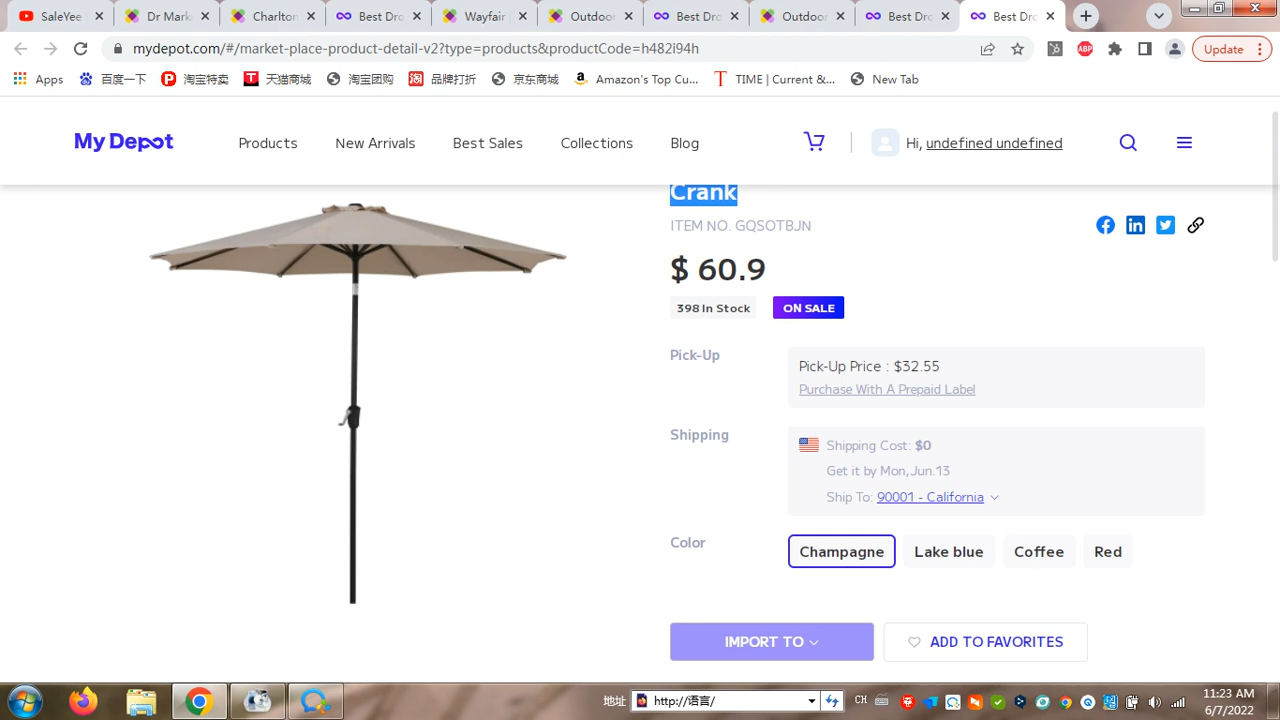 SaleYee
Dr Mark
Charlton
Best Dro
Wayfair
Outdoor
Best Dro
Outdoor
Best Dro
Best Dro
mydepot.com/#/market-place-product-detail-v2?type=products&productCode=h482i94h
ABP
Update
Apps
百度一下
淘宝特卖
天猫商城
淘宝团购
品牌打折
京东商城
Amazon's Top Cu...
TIME | Current &...
New Tab
My Depot
Products
New Arrivals
Best Sales
Collections
Blog
Hi, undefined undefined
Crank
ITEM NO. GQSOTBJN
$ 60.9
398 In Stock
ON SALE
Pick-Up
Pick-Up Price : $32.55
Purchase With A Prepaid Label
Shipping
Shipping Cost: $0
Get it by Mon,Jun.13
Ship To: 90001 - California
Color
Champagne
Lake blue
Coffee
Red
IMPORT TO
ADD TO FAVORITES
地址
http://语言/
CH
11:23 AM
6/7/2022